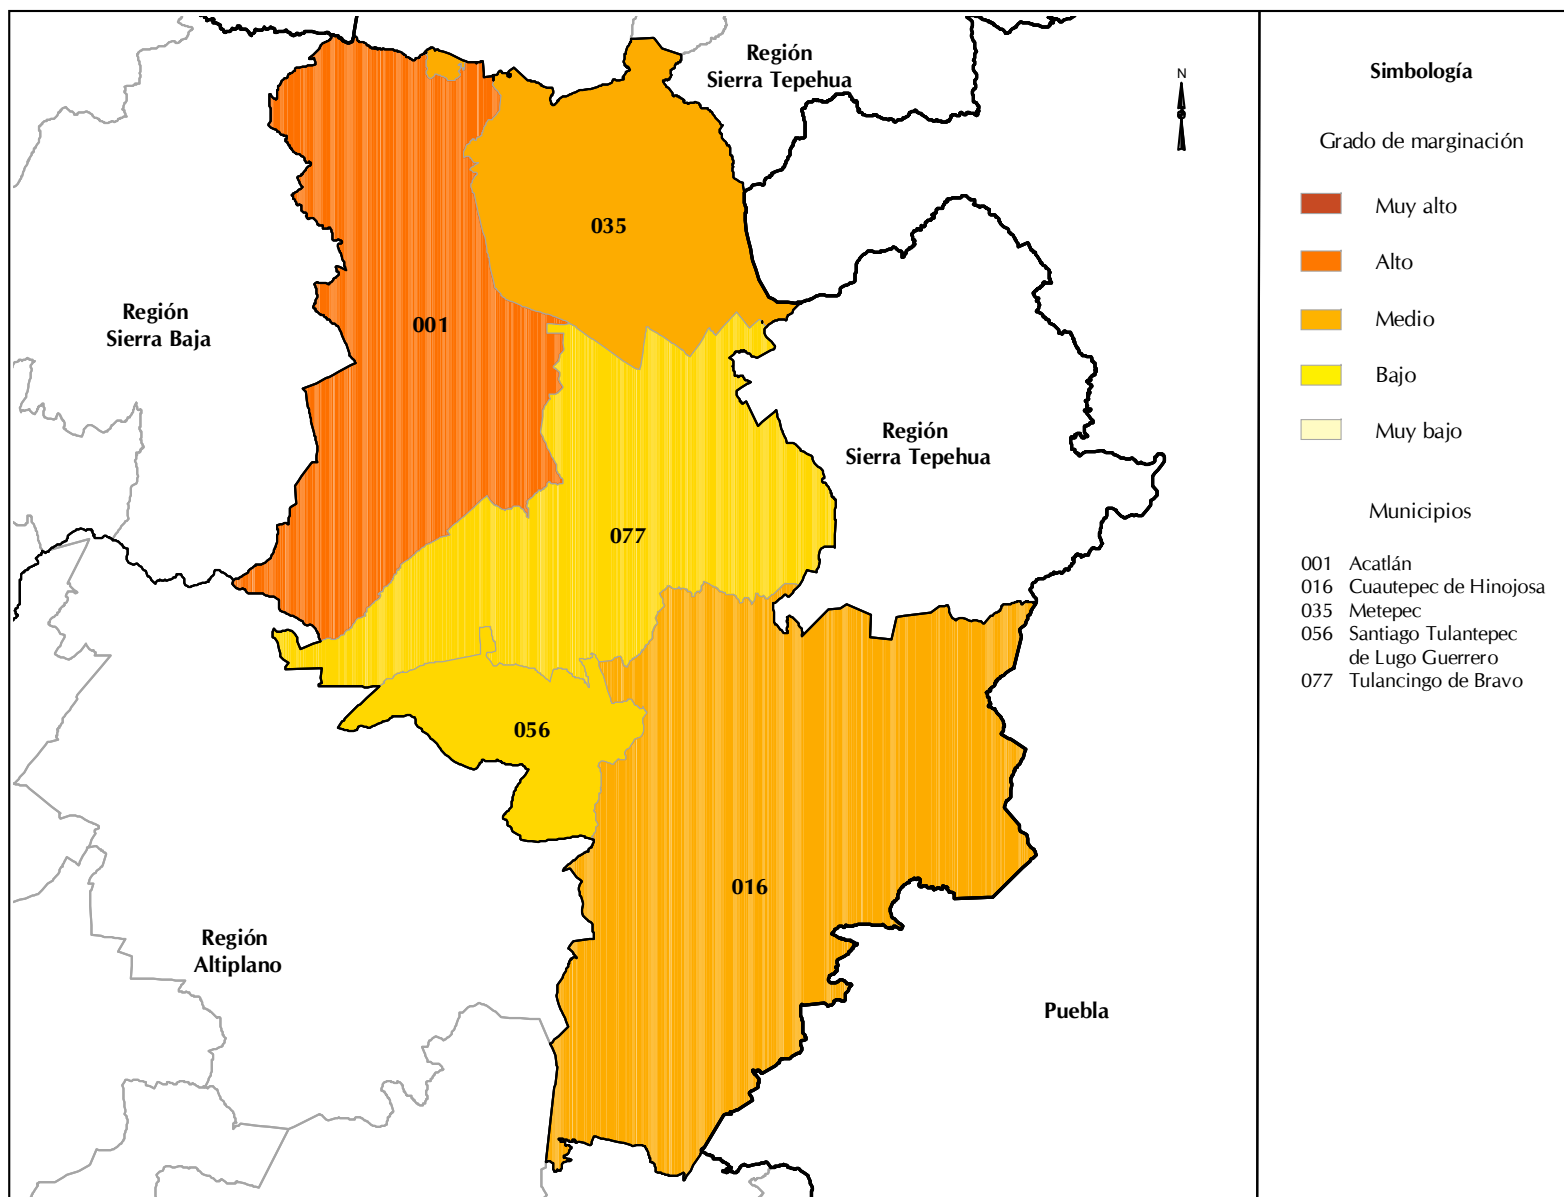 Región
Sierra Tepehua
035
001
Región
Sierra Baja
Región
Sierra Tepehua
077
056
016
Región
Altiplano
Puebla
N
Simbología
Grado de marginación
Muy alto
Alto
Medio
Bajo
Muy bajo
Municipios
001 Acatlán
016 Cuautepec de Hinojosa
035 Metepec
056 Santiago Tulantepec
de Lugo Guerrero
077 Tulancingo de Bravo